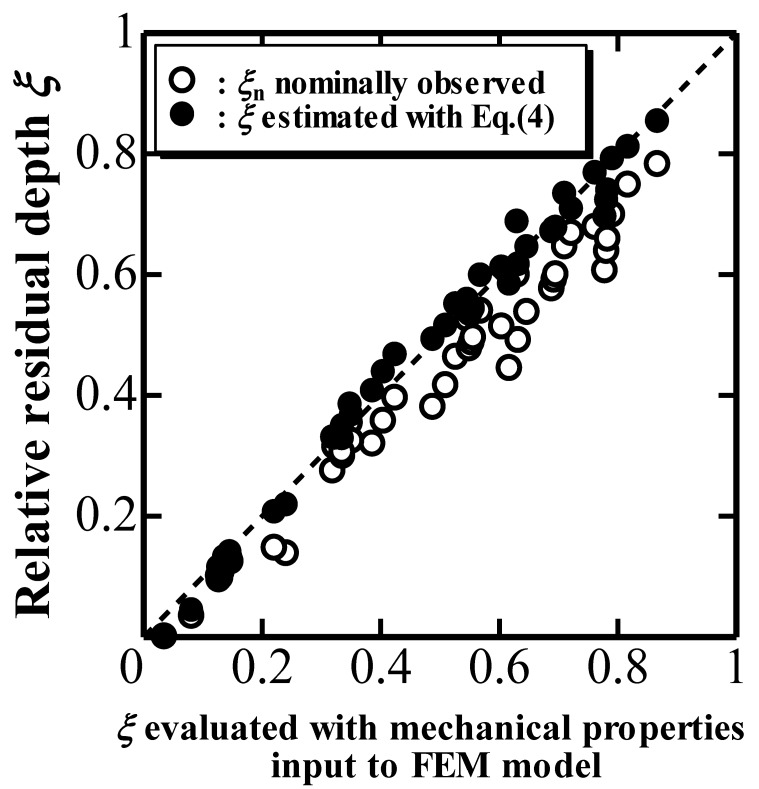 1
: ξn nominally observed
: ξ estimated with Eq.(4)
0.8
0.6
0.4
0.2
Relative residual depth ξ
0 0.2 0.4 0.6 0.8 1
ξ evaluated with mechanical properties
input to FEM model